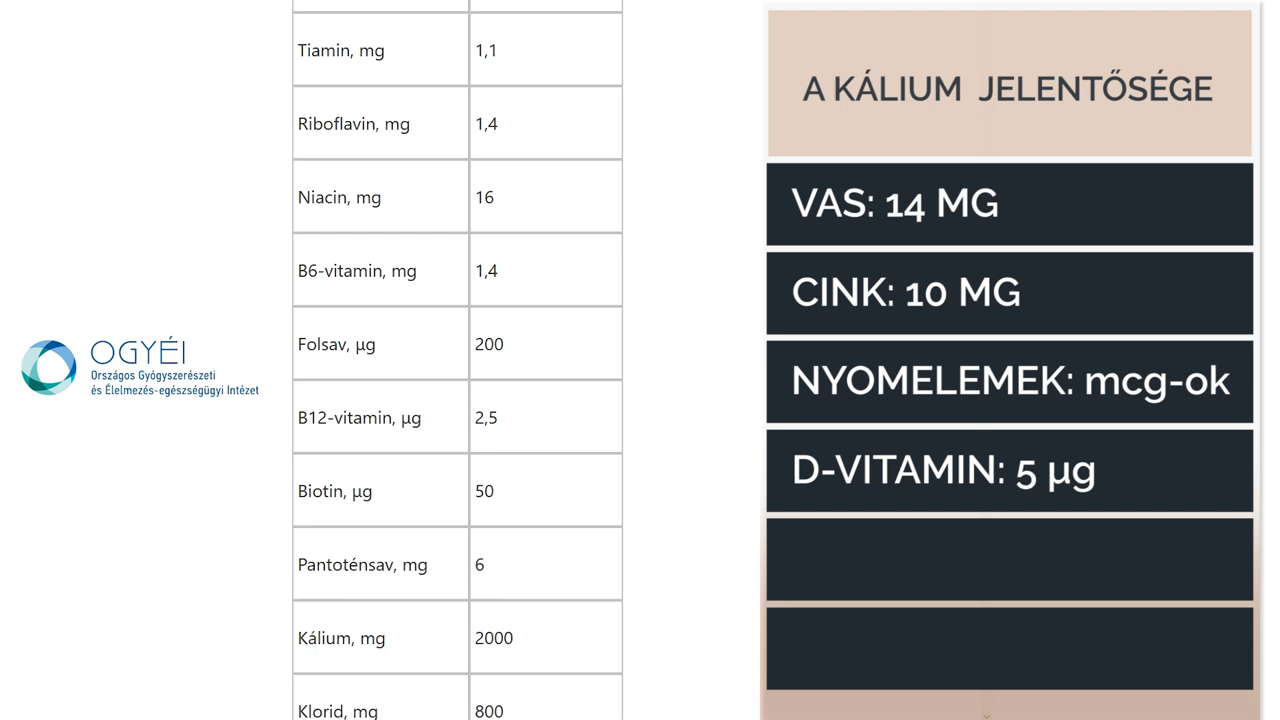 OGYÉI
Országos Gyógyszerészeti
és Élelmezés-egészségügyi Intézet
Tiamin, mg 1,1
Riboflavin, mg 1,4
Niacin, mg 16
B6-vitamin, mg 1,4
Folsav, µg 200
B12-vitamin, µg 2,5
Biotin, µg 50
Pantoténsav, mg 6
Kálium, mg 2000
Klorid, mg 800
A KÁLIUM JELENTŐSÉGE
VAS: 14 MG
CINK: 10 MG
NYOMELEMEK: mcg-ok
D-VITAMIN: 5 µg